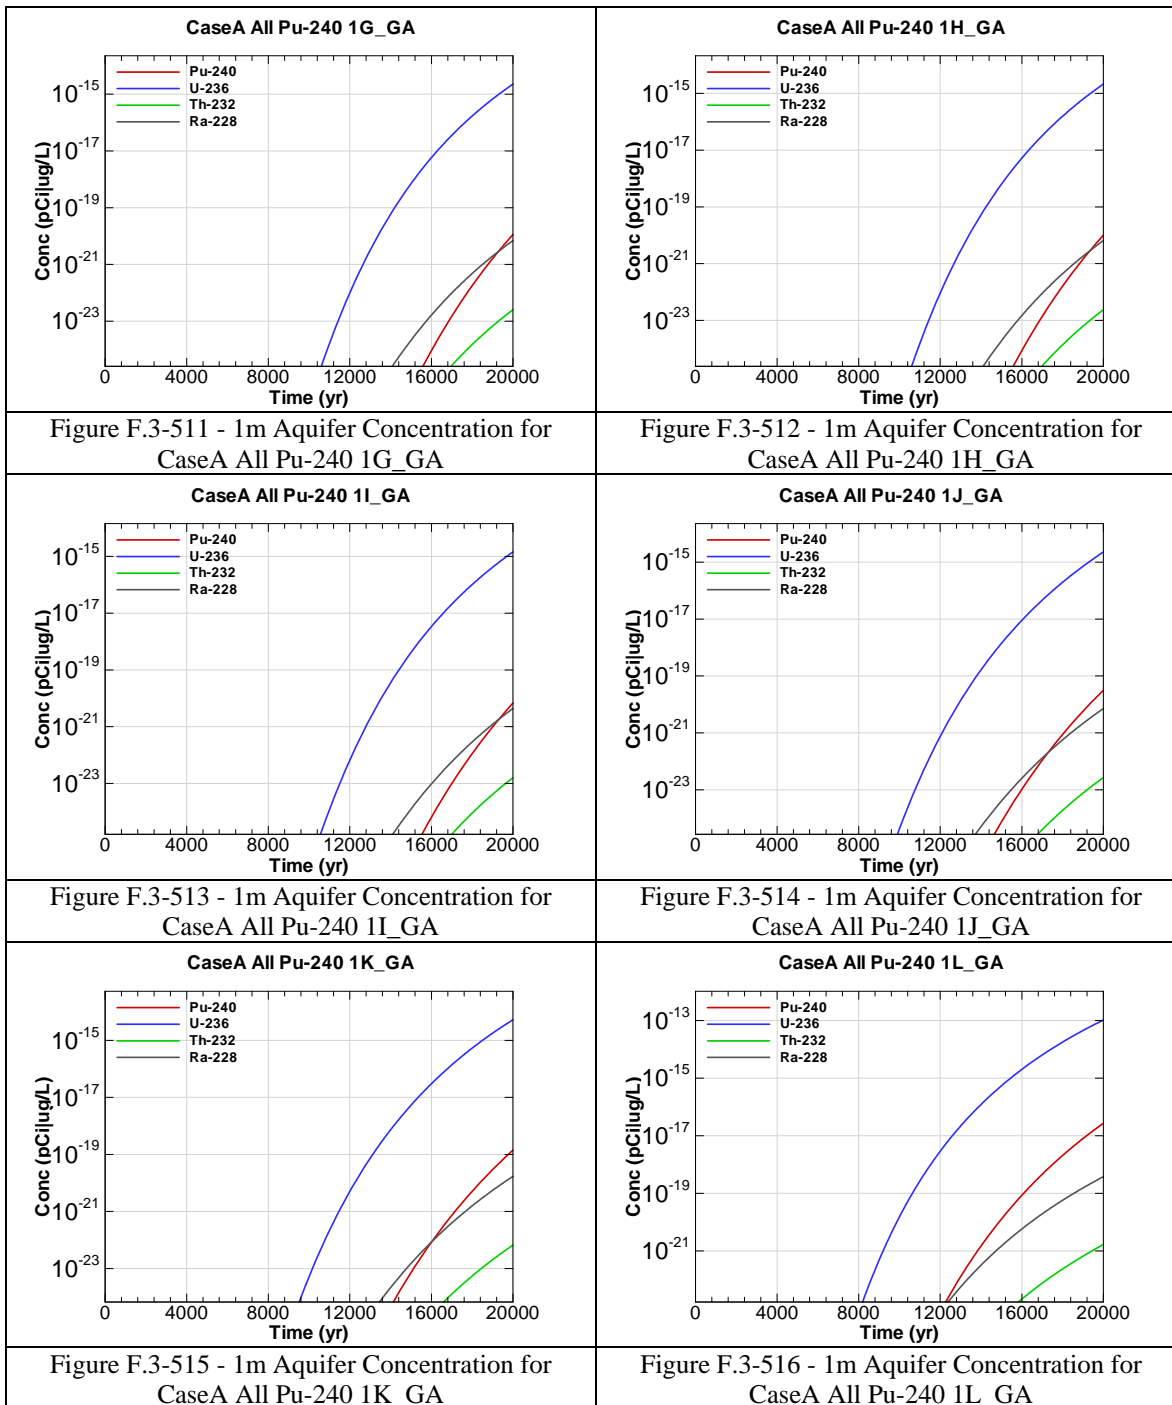 CaseA All Pu-240 1G_GA
Pu-240
U-236
Th-232
Ra-228
10-15
10-17
10-19
10-21
10-23
Conc (pCi|ug/L)
0 4000 8000 12000 16000 20000
Time (yr)
Figure F.3-511 - 1m Aquifer Concentration for
CaseA All Pu-240 1G_GA
CaseA All Pu-240 1H_GA
Pu-240
U-236
Th-232
Ra-228
10-15
10-17
10-19
10-21
10-23
Conc (pCi|ug/L)
0 4000 8000 12000 16000 20000
Time (yr)
Figure F.3-512 - 1m Aquifer Concentration for
CaseA All Pu-240 1H_GA
CaseA All Pu-240 1I_GA
Pu-240
U-236
Th-232
Ra-228
10-15
10-17
10-19
10-21
10-23
Conc (pCi|ug/L)
0 4000 8000 12000 16000 20000
Time (yr)
Figure F.3-513 - 1m Aquifer Concentration for
CaseA All Pu-240 1I_GA
CaseA All Pu-240 1J_GA
Pu-240
U-236
Th-232
Ra-228
10-15
10-17
10-19
10-21
10-23
Conc (pCi|ug/L)
0 4000 8000 12000 16000 20000
Time (yr)
Figure F.3-514 - 1m Aquifer Concentration for
CaseA All Pu-240 1J_GA
CaseA All Pu-240 1K_GA
Pu-240
U-236
Th-232
Ra-228
10-15
10-17
10-19
10-21
10-23
Conc (pCi|ug/L)
0 4000 8000 12000 16000 20000
Time (yr)
Figure F.3-515 - 1m Aquifer Concentration for
CaseA All Pu-240 1K_GA
CaseA All Pu-240 1L_GA
Pu-240
U-236
Th-232
Ra-228
10-13
10-15
10-17
10-19
10-21
Conc (pCi|ug/L)
0 4000 8000 12000 16000 20000
Time (yr)
Figure F.3-516 - 1m Aquifer Concentration for
CaseA All Pu-240 1L_GA